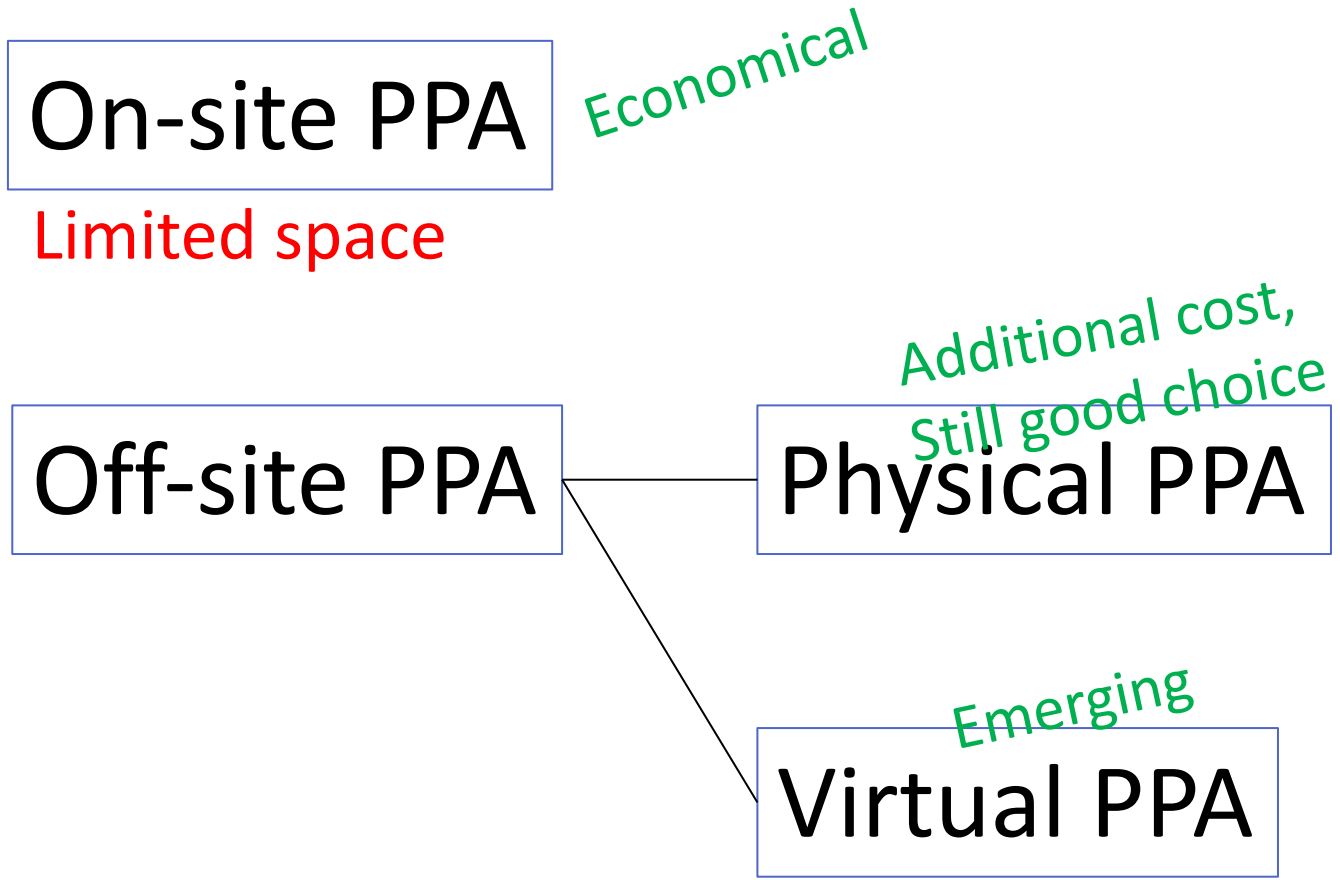 On-site PPA
Economical
Limited space
Additional cost,
Still good choice
Off-site PPA
Physical PPA
Emerging
Virtual PPA